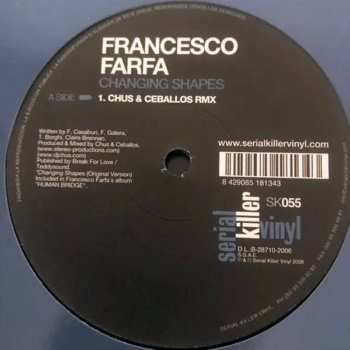 FRANCESCO
FARFA
CHANGING SHAPES
A SIDE 1. CHUS & CEBALLOS RMX
Written by F. Casaburi, F. Galera,
T. Borghi, Claire Brennan.
Produced & Mixed by Chus & Ceballos.
(www.stereo-productions.com)
(www.djchus.com)
Published by Break For Love /
Teddysound.
"Changing Shapes (Original Version)
Included in Francesco Farfa's album
"HUMAN BRIDGE".
www.serialkillervinyl.com
8 429085 181343
SK055
serial
killer
vinyl
D.L.:B-28710-2006
S.G.A.E.
℗ & © Serial Killer Vinyl 2006
SERIAL KILLER VINYL